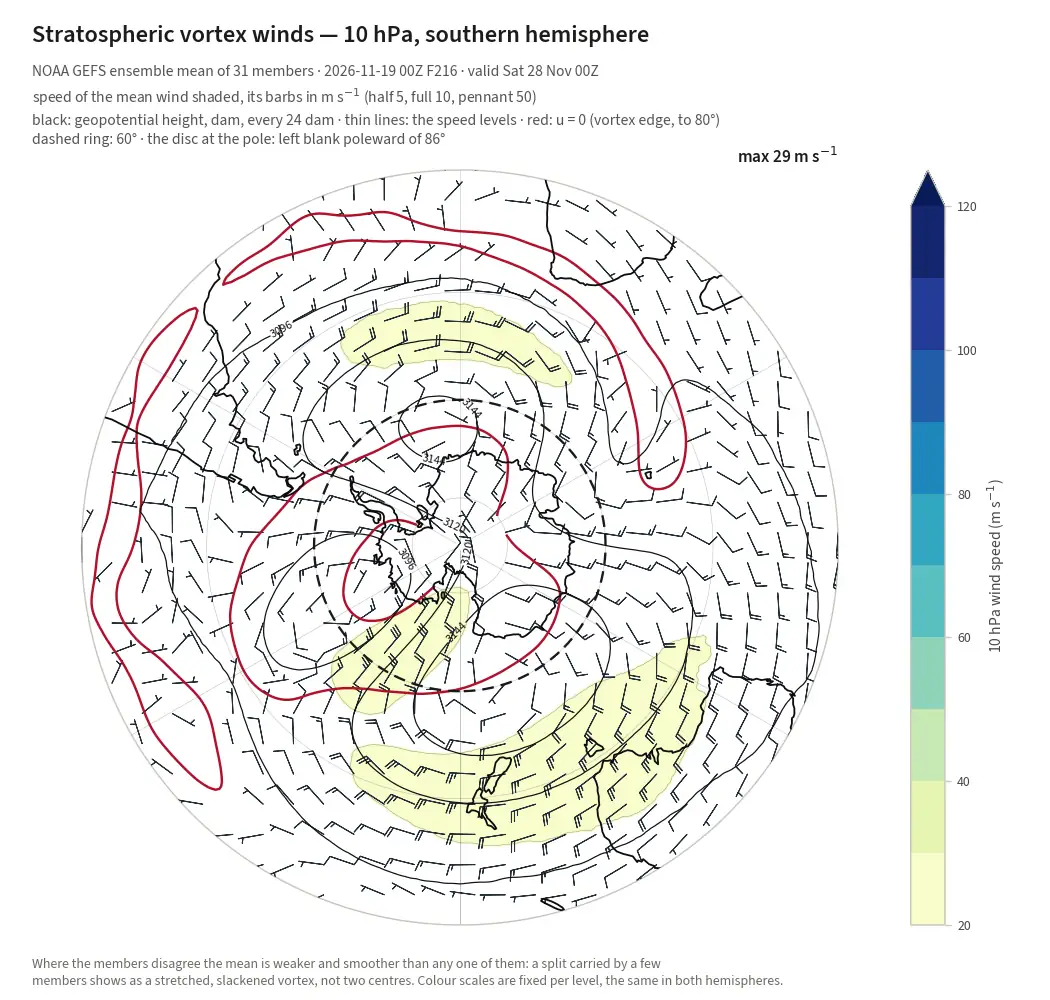 Stratospheric vortex winds — 10 hPa, southern hemisphere
NOAA GEFS ensemble mean of 31 members · 2026-11-19 00Z F216 · valid Sat 28 Nov 00Z
speed of the mean wind shaded, its barbs in m s⁻¹ (half 5, full 10, pennant 50)
black: geopotential height, dam, every 24 dam · thin lines: the speed levels · red: u = 0 (vortex edge, to 80°)
dashed ring: 60° · the disc at the pole: left blank poleward of 86°
max 29 m s⁻¹
120
100
80
60
40
20
10 hPa wind speed (m s⁻¹)
3096
3144
3144
3120
3120
3096
3144
Where the members disagree the mean is weaker and smoother than any one of them: a split carried by a few
members shows as a stretched, slackened vortex, not two centres. Colour scales are fixed per level, the same in both hemispheres.